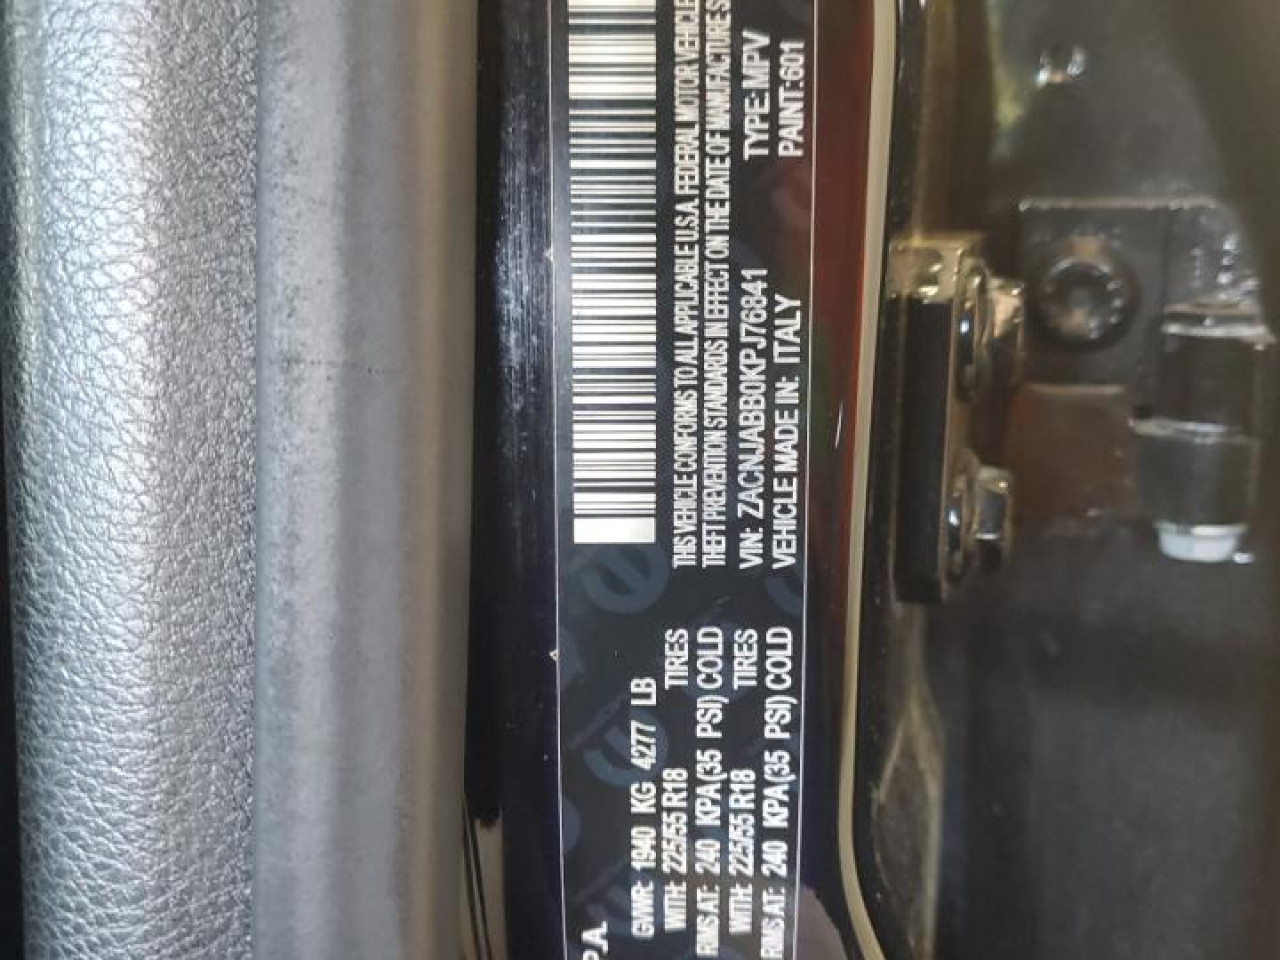 P.A.
GVWR: 1940 KG 4277 LB
WITH: 225/55 R18 TIRES
RIMS AT: 240 KPA(35 PSI) COLD
WITH: 225/55 R18 TIRES
RIMS AT: 240 KPA(35 PSI) COLD
THIS VEHICLE CONFORMS TO ALL APPLICABLE U.S.A. FEDERAL MOTOR VEHICLE
THEFT PREVENTION STANDARDS IN EFFECT ON THE DATE OF MANUFACTURE
VIN: ZACNJABB0KPJ76841 TYPE: MPV
VEHICLE MADE IN: ITALY PAINT:601